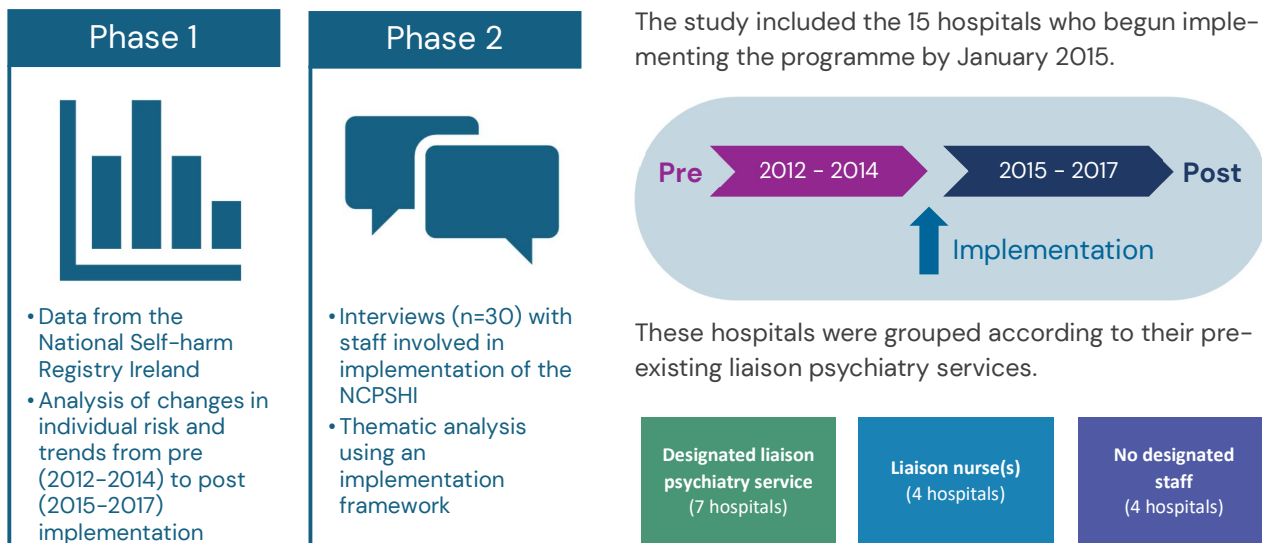 Phase 1
• Data from the
National Self-harm
Registry Ireland
• Analysis of changes in
individual risk and
trends from pre
(2012-2014) to post
(2015-2017)
implementation
Phase 2
• Interviews (n=30) with
staff involved in
implementation of the
NCPSHI
• Thematic analysis
using an
implementation
framework
The study included the 15 hospitals who begun imple-
menting the programme by January 2015.
Pre 2012 - 2014 2015 - 2017 Post
Implementation
These hospitals were grouped according to their pre-
existing liaison psychiatry services.
Designated liaison
psychiatry service
(7 hospitals)
Liaison nurse(s)
(4 hospitals)
No designated
staff
(4 hospitals)